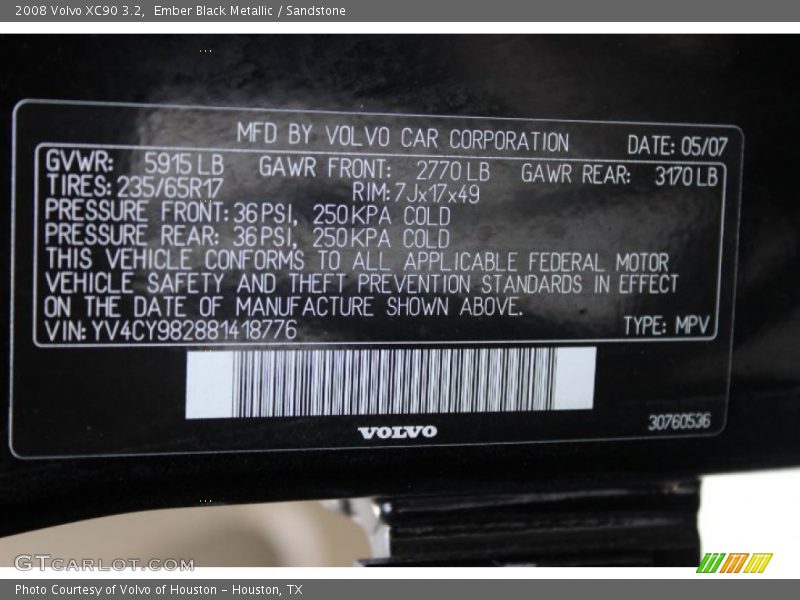 2008 Volvo XC90 3.2,  Ember Black Metallic / Sandstone
MFD BY VOLVO CAR CORPORATION DATE: 05/07
GVWR: 5915 LB GAWR FRONT: 2770 LB GAWR REAR: 3170 LB
TIRES: 235/65R17 RIM: 7Jx17x49
PRESSURE FRONT: 36 PSI, 250 KPA COLD
PRESSURE REAR: 36 PSI, 250 KPA COLD
THIS VEHICLE CONFORMS TO ALL APPLICABLE FEDERAL MOTOR
VEHICLE SAFETY AND THEFT PREVENTION STANDARDS IN EFFECT
ON THE DATE OF MANUFACTURE SHOWN ABOVE.
VIN: YV4CY982881418776 TYPE: MPV
VOLVO
30760536
GTCARLOT.COM
Photo Courtesy of Volvo of Houston - Houston, TX